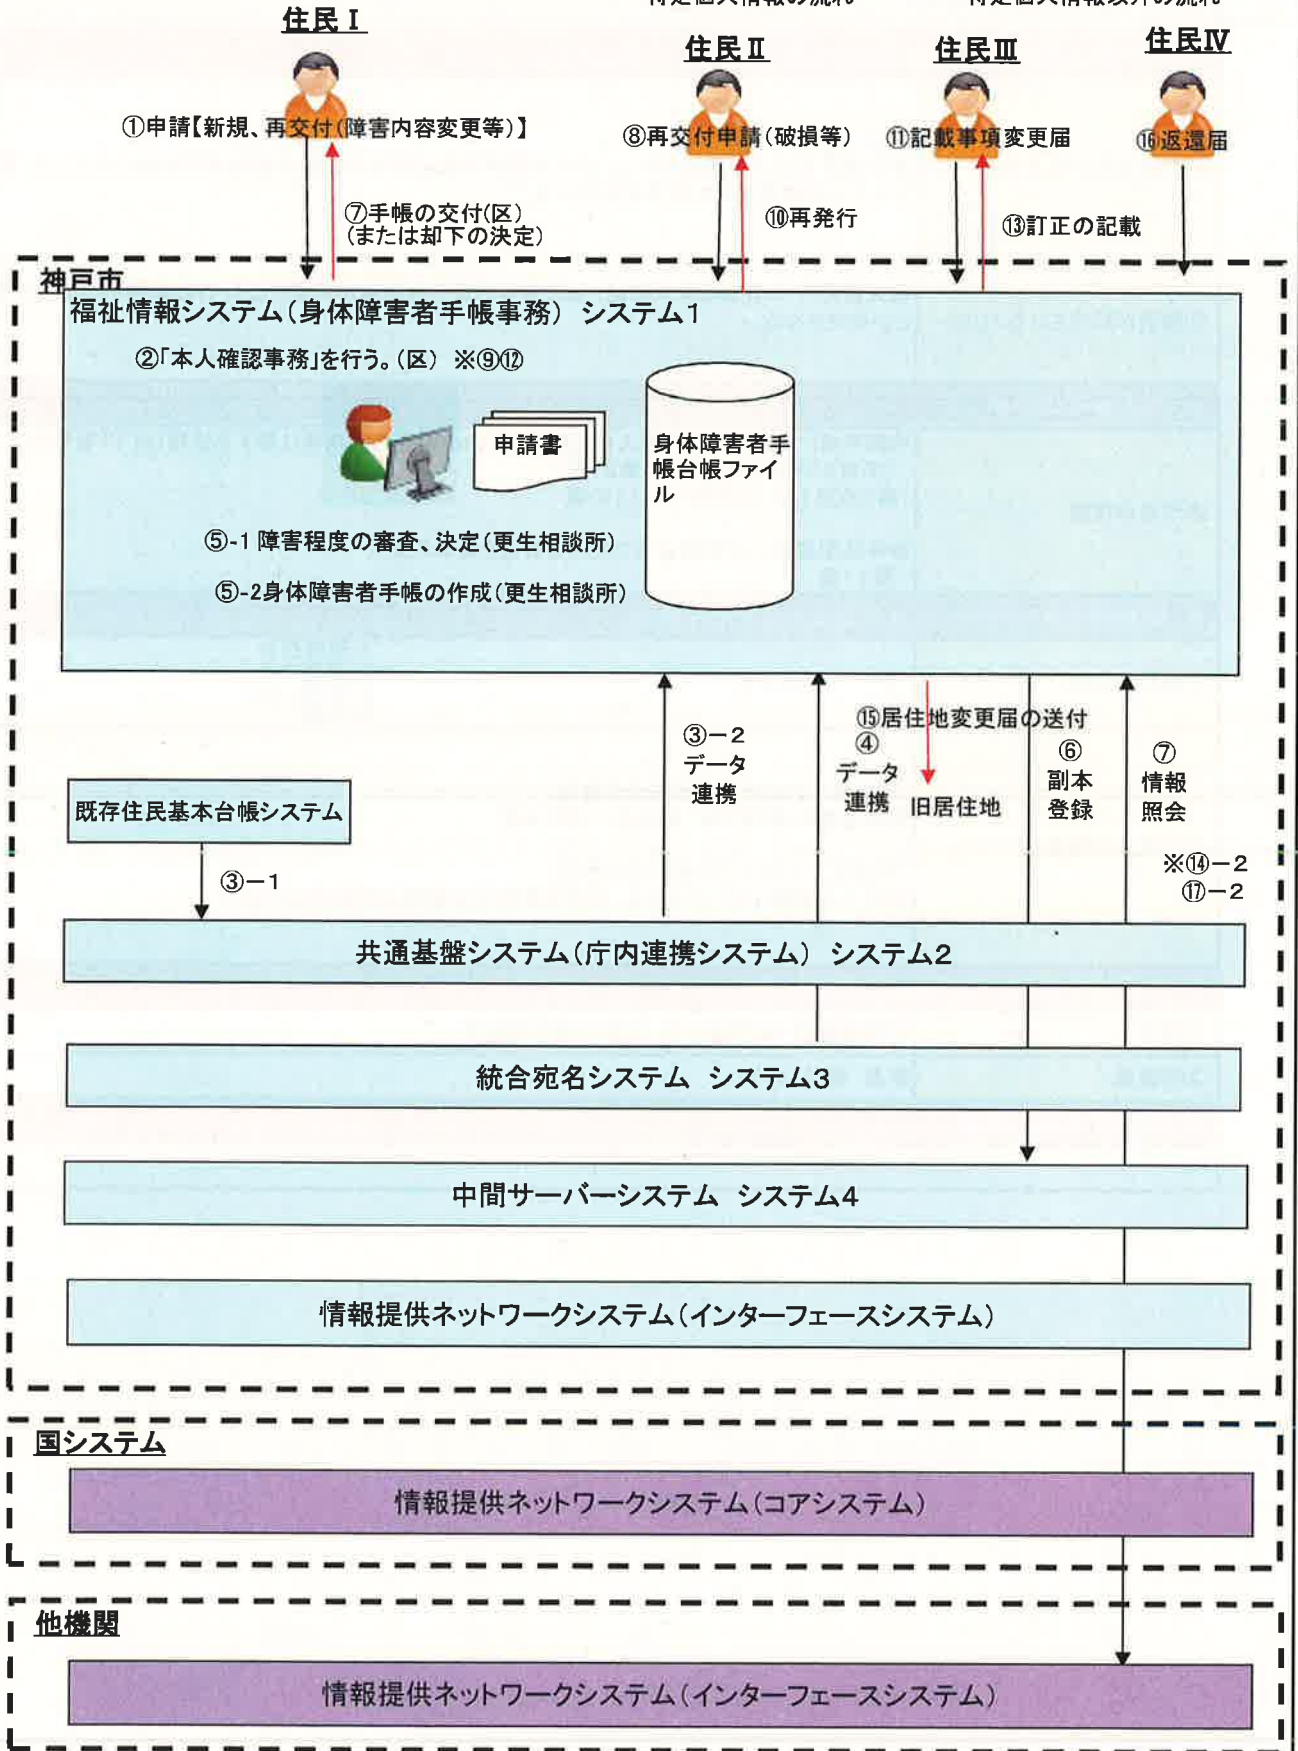 住民Ⅰ
住民Ⅱ
住民Ⅲ
住民Ⅳ
①申請【新規、再交付(障害内容変更等)】
⑧再交付申請(破損等)
⑪記載事項変更届
⑯返還届
⑦手帳の交付(区)
(または却下の決定)
⑩再発行
⑬訂正の記載
神戸市
福祉情報システム(身体障害者手帳事務) システム1
②「本人確認事務」を行う。(区) ※⑨⑫
申請書
身体障害者手
帳台帳ファイ
ル
⑤-1 障害程度の審査、決定(更生相談所)
⑤-2身体障害者手帳の作成(更生相談所)
③-2
データ
連携
⑮居住地変更届の送付
④
データ
連携
旧居住地
⑥
副本
登録
⑦
情報
照会
※⑭-2
⑰-2
既存住民基本台帳システム
③-1
共通基盤システム(庁内連携システム) システム2
統合宛名システム システム3
中間サーバーシステム システム4
情報提供ネットワークシステム(インターフェースシステム)
国システム
情報提供ネットワークシステム(コアシステム)
他機関
情報提供ネットワークシステム(インターフェースシステム)